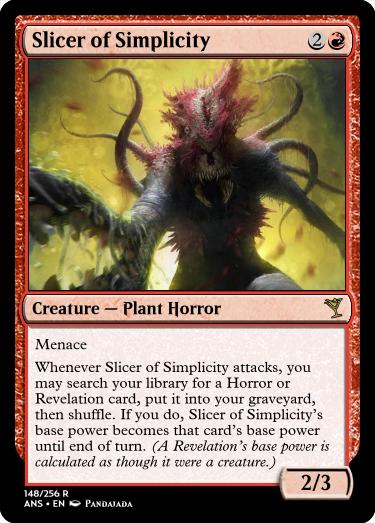 Slicer of Simplicity 2
Creature — Plant Horror
Menace
Whenever Slicer of Simplicity attacks, you
may search your library for a Horror or
Revelation card, put it into your graveyard,
then shuffle. If you do, Slicer of Simplicity's
base power becomes that card's base power
until end of turn. (A Revelation's base power is
calculated as though it were a creature.)
2/3
148/256 R
ANS • EN Pandajada